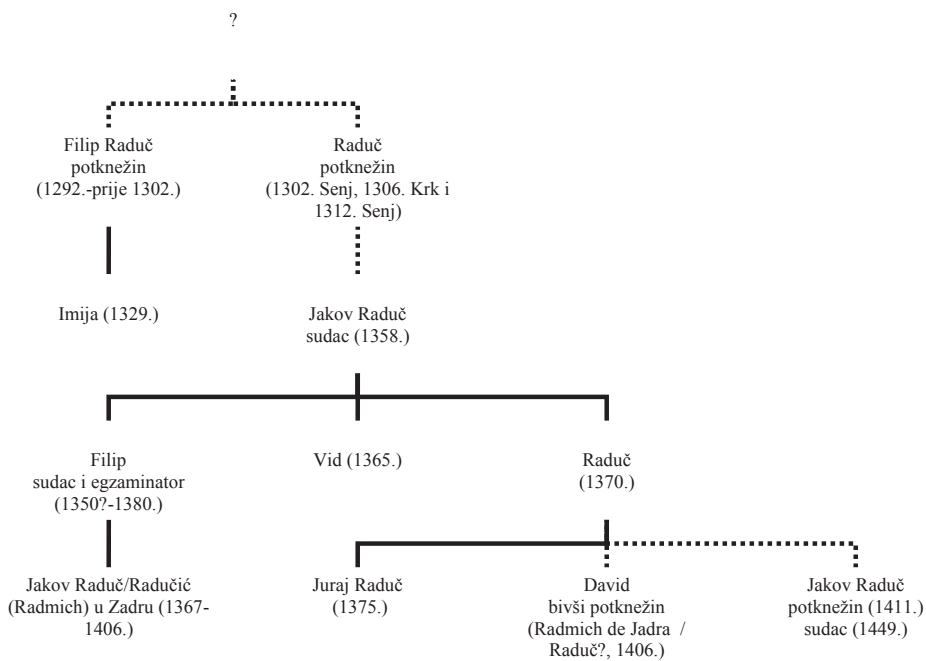 ?
Filip Raduč
potknežin
(1292.-prije 1302.)
Raduč
potknežin
(1302. Senj, 1306. Krk i
1312. Senj)
Imija (1329.)
Jakov Raduč
sudac (1358.)
Filip
sudac i egzaminator
(1350?-1380.)
Vid (1365.)
Raduč
(1370.)
Jakov Raduč/Radučić
(Radmich) u Zadru (1367-
1406.)
Juraj Raduč
(1375.)
David
bivši potknežin
(Radmich de Jadra /
Raduč?, 1406.)
Jakov Raduč
potknežin (1411.)
sudac (1449.)